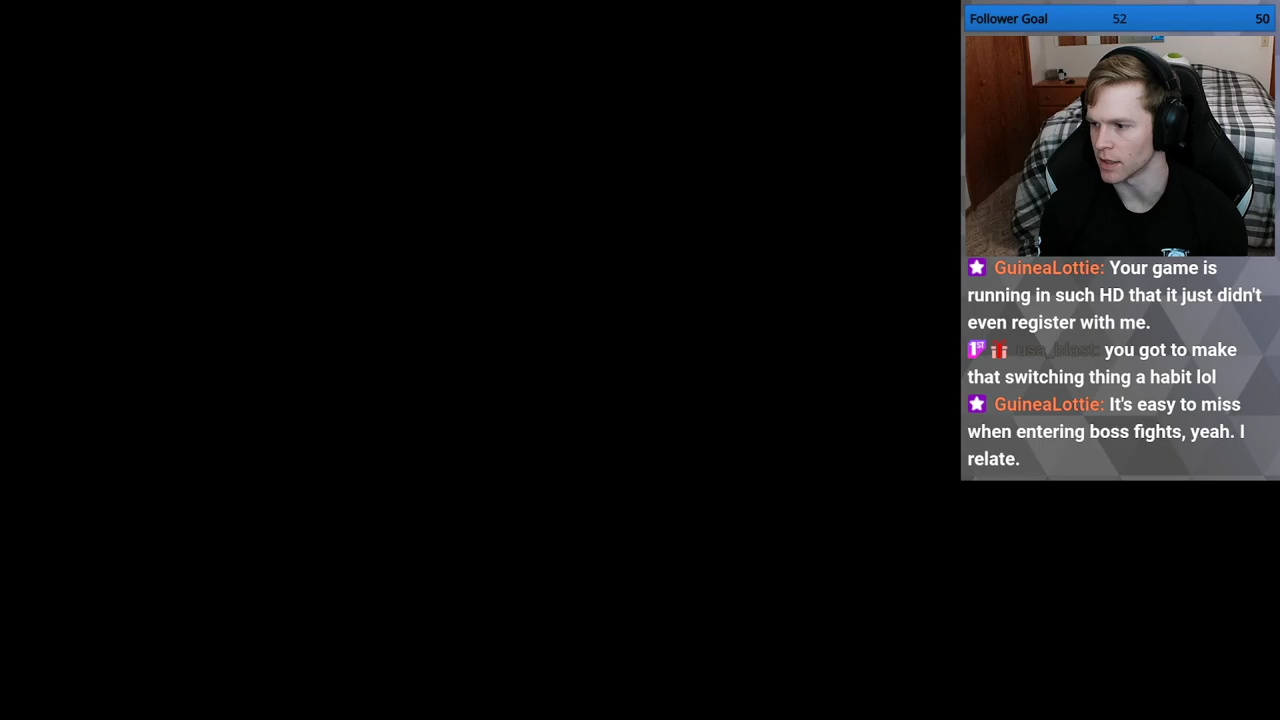 Follower Goal 52 50
GuineaLottie: Your game is
running in such HD that it just didn't
even register with me.
1ST usa_blast: you got to make
that switching thing a habit lol
GuineaLottie: It's easy to miss
when entering boss fights, yeah. I
relate.